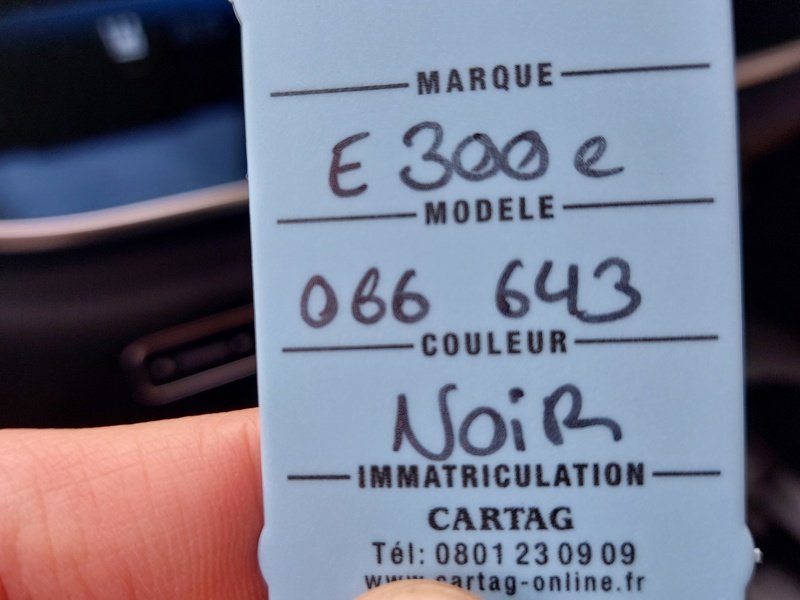 MARQUE
E 300 e
MODELE
066 643
COULEUR
NOIR
IMMATRICULATION
CARTAG
Tél: 0801 23 09 09
www.cartag-online.fr